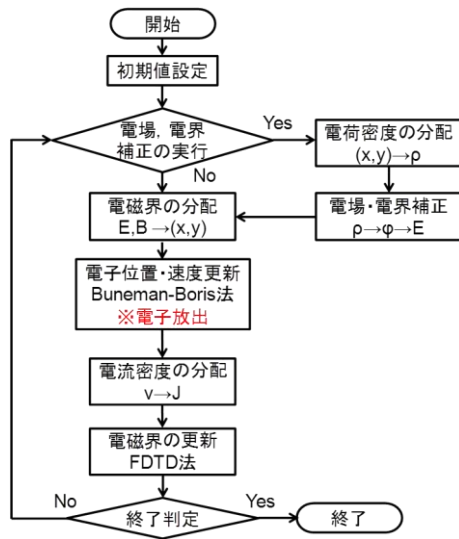 開始
初期値設定
電場，電界
補正の実行
Yes
No
電荷密度の分配
(x,y)→ρ
電場・電界補正
ρ→φ→E
電磁界の分配
E,B→(x,y)
電子位置・速度更新
Buneman-Boris法
※電子放出
電流密度の分配
v→J
電磁界の更新
FDTD法
No
終了判定
Yes
終了